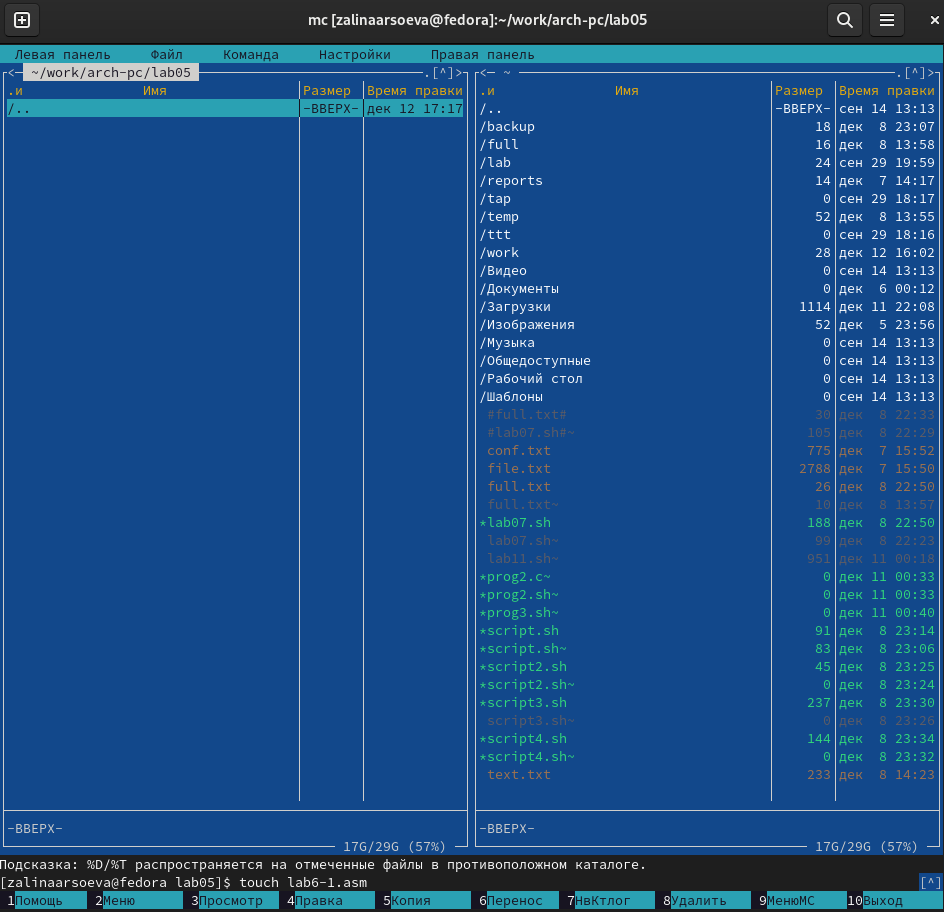 mc [zalinaarsoeva@fedora]:~/work/arch-pc/lab05
Левая панель Файл Команда Настройки Правая панель
<— ~/work/arch-pc/lab05 .[^]> <— ~ .[^]>
.и Имя Размер Время правки .и Имя Размер Время правки
/.. -ВВЕРХ- дек 12 17:17 /.. -ВВЕРХ- сен 14 13:13
/backup 18 дек 8 23:07
/full 16 дек 8 13:58
/lab 24 сен 29 19:59
/reports 14 дек 7 14:17
/tap 0 сен 29 18:17
/temp 52 дек 8 13:55
/ttt 0 сен 29 18:16
/work 28 дек 12 16:02
/Видео 0 сен 14 13:13
/Документы 0 дек 6 00:12
/Загрузки 1114 дек 11 22:08
/Изображения 52 дек 5 23:56
/Музыка 0 сен 14 13:13
/Общедоступные 0 сен 14 13:13
/Рабочий стол 0 сен 14 13:13
/Шаблоны 0 сен 14 13:13
#full.txt# 30 дек 8 22:33
#lab07.sh#~ 105 дек 8 22:29
conf.txt 775 дек 7 15:52
file.txt 2788 дек 7 15:50
full.txt 26 дек 8 22:50
full.txt~ 10 дек 8 13:57
*lab07.sh 188 дек 8 22:50
lab07.sh~ 99 дек 8 22:23
lab11.sh~ 951 дек 11 00:18
*prog2.c~ 0 дек 11 00:33
*prog2.sh~ 0 дек 11 00:33
*prog3.sh~ 0 дек 11 00:40
*script.sh 91 дек 8 23:14
*script.sh~ 83 дек 8 23:06
*script2.sh 45 дек 8 23:25
*script2.sh~ 0 дек 8 23:24
*script3.sh 237 дек 8 23:30
script3.sh~ 0 дек 8 23:26
*script4.sh 144 дек 8 23:34
*script4.sh~ 0 дек 8 23:32
text.txt 233 дек 8 14:23
-ВВЕРХ- -ВВЕРХ-
17G/29G (57%) 17G/29G (57%)
Подсказка: %D/%T распространяется на отмеченные файлы в противоположном каталоге.
[zalinaarsoeva@fedora lab05]$ touch lab6-1.asm [^]
1Помощь 2Меню 3Просмотр 4Правка 5Копия 6Перенос 7НвКтлог 8Удалить 9МенюMC 10Выход